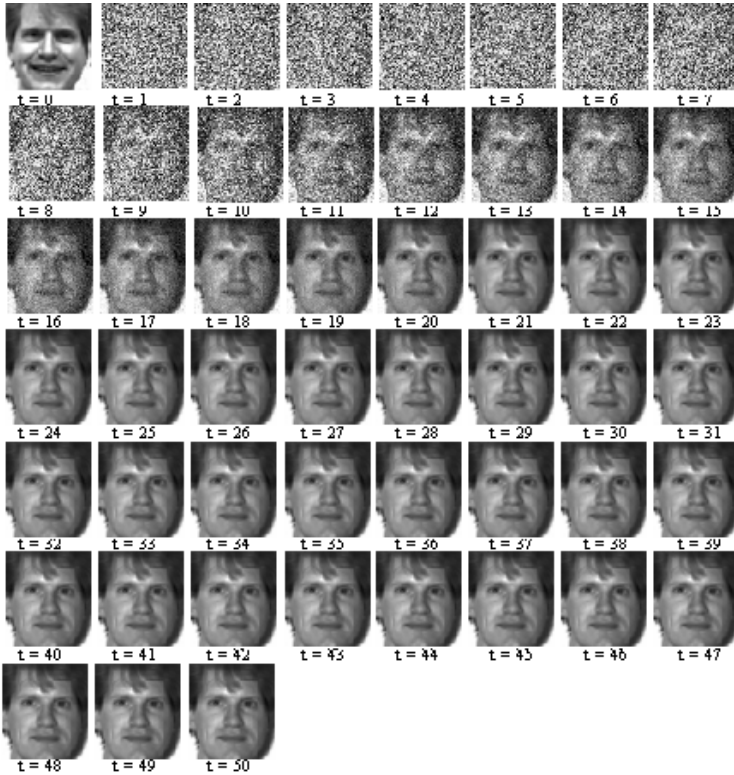 t = 0 t = 1 t = 2 t = 3 t = 4 t = 5 t = 6 t = 7
t = 8 t = 9 t = 10 t = 11 t = 12 t = 13 t = 14 t = 15
t = 16 t = 17 t = 18 t = 19 t = 20 t = 21 t = 22 t = 23
t = 24 t = 25 t = 26 t = 27 t = 28 t = 29 t = 30 t = 31
t = 32 t = 33 t = 34 t = 35 t = 36 t = 37 t = 38 t = 39
t = 40 t = 41 t = 42 t = 43 t = 44 t = 45 t = 46 t = 47
t = 48 t = 49 t = 50